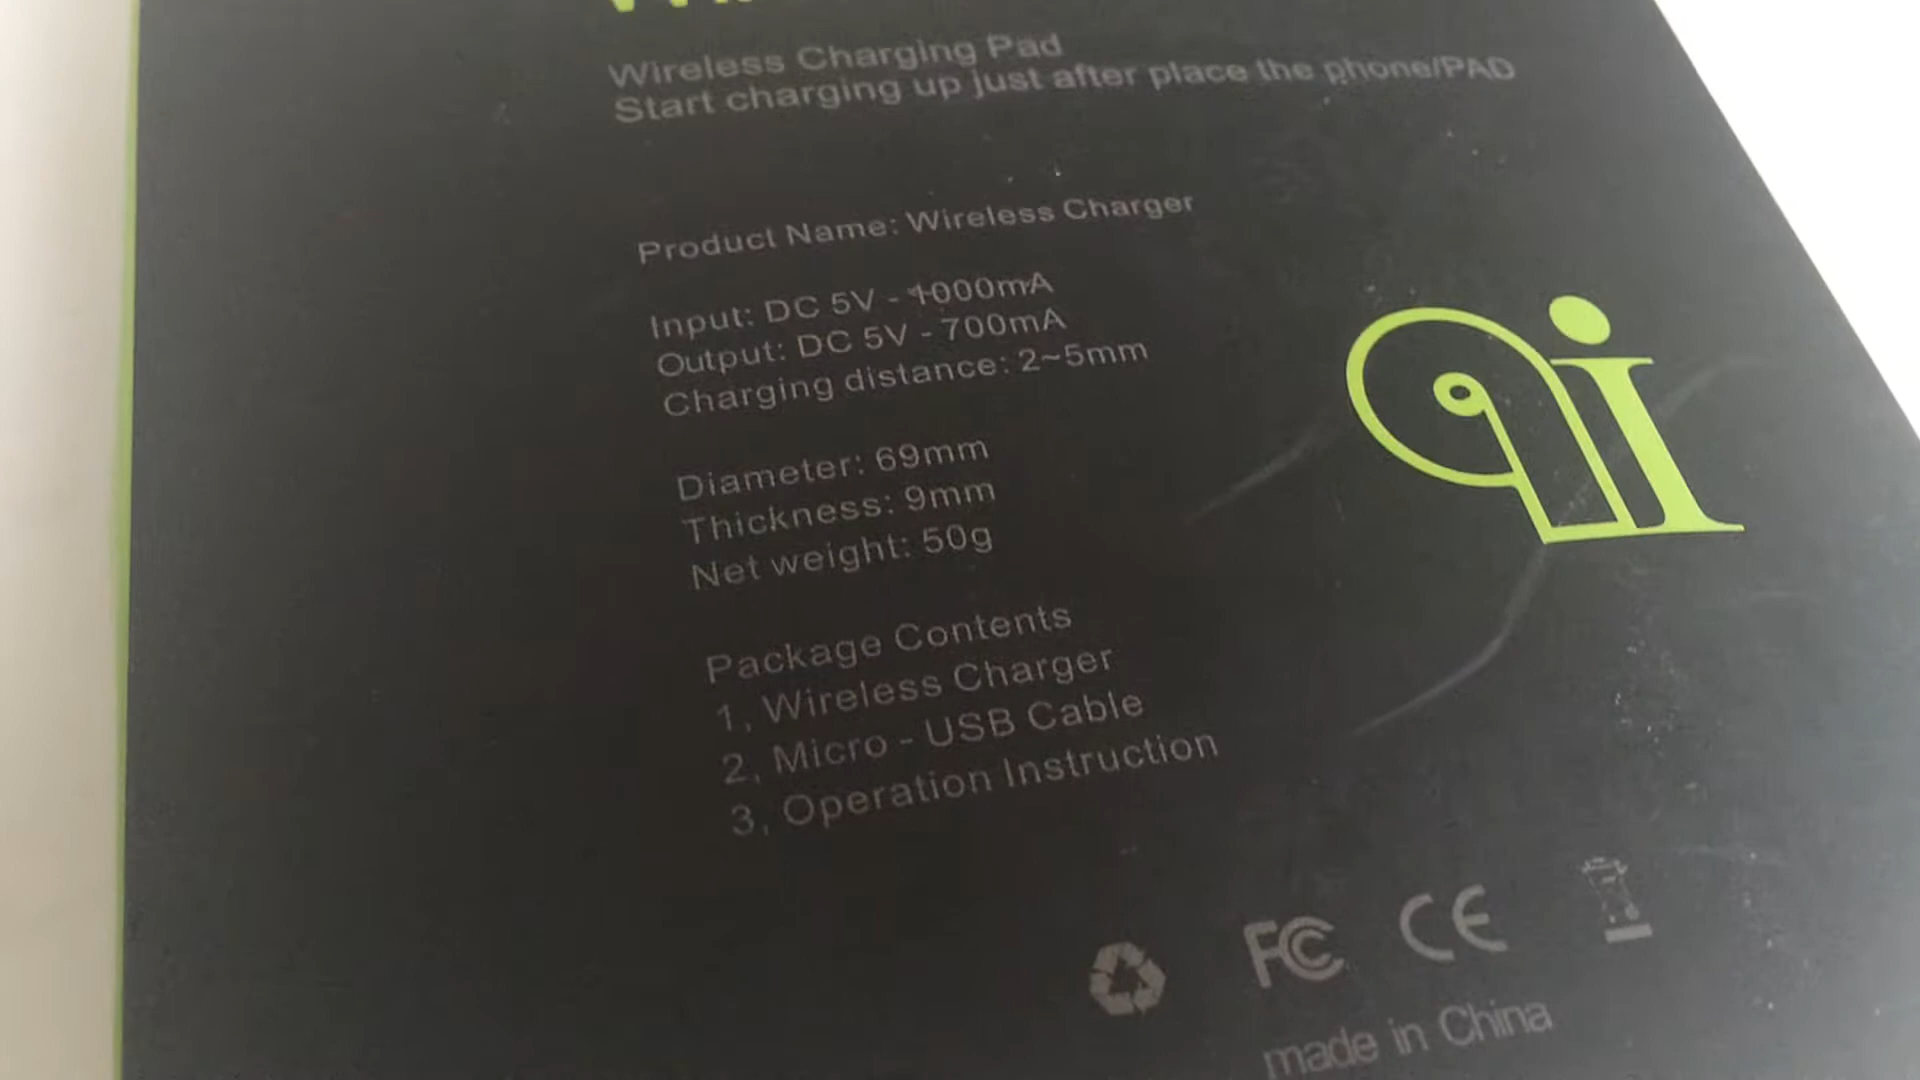 Wireless Charging Pad
Start charging up just after place the phone/PAD
Product Name: Wireless Charger
Input: DC 5V - 1000mA
Output: DC 5V - 700mA
Charging distance: 2~5mm
Diameter: 69mm
Thickness: 9mm
Net weight: 50g
Package Contents
1, Wireless Charger
2, Micro - USB Cable
3, Operation Instruction
qi
FC CE
made in China